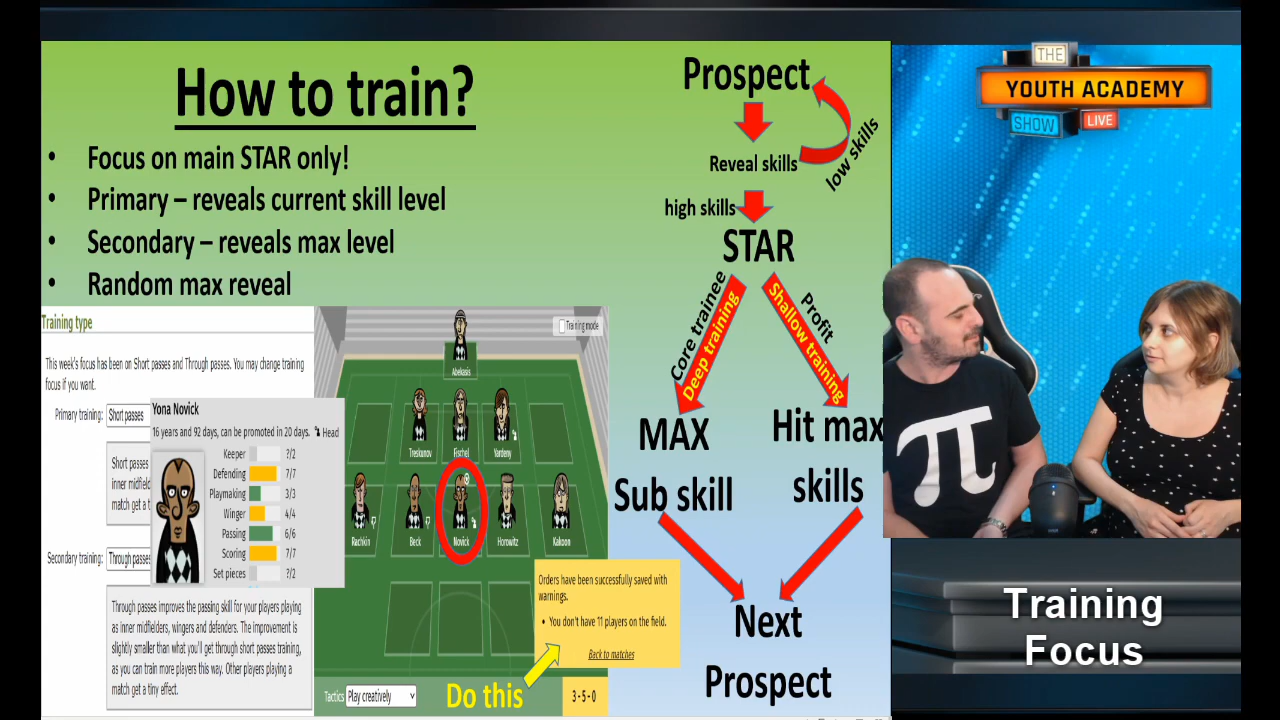 How to train?
• Focus on main STAR only!
• Primary – reveals current skill level
• Secondary – reveals max level
• Random max reveal
Training type
This week's focus has been on Short passes and Through passes. You may change training
focus if you want.
Primary training: Short passes
Short passes
inner midfield
match get a t
Yona Novick
16 years and 92 days, can be promoted in 20 days. Head
Keeper ?/2
Defending 7/7
Playmaking 3/3
Winger 4/4
Passing 6/6
Scoring 7/7
Set pieces ?/2
Secondary training: Through passes
Through passes improves the passing skill for your players playing
as inner midfielders, wingers and defenders. The improvement is
slightly smaller than what you'll get through short passes training,
as you can train more players this way. Other players playing a
match get a tiny effect.
Training mode
Abekasis
Treskunov Fischel Yardeny
Rachkin Beck Novick Horowitz Kakoon
Orders have been successfully saved with
warnings.
• You don't have 11 players on the field.
Back to matches
Tactics Play creatively
Do this
3-5-0
Prospect
Reveal skills
low skills
high skills
STAR
Core trainee
Deep training
Profit
Shallow training
MAX
Sub skill
Hit max
skills
Next
Prospect
THE
YOUTH ACADEMY
SHOW LIVE
π
Training
Focus